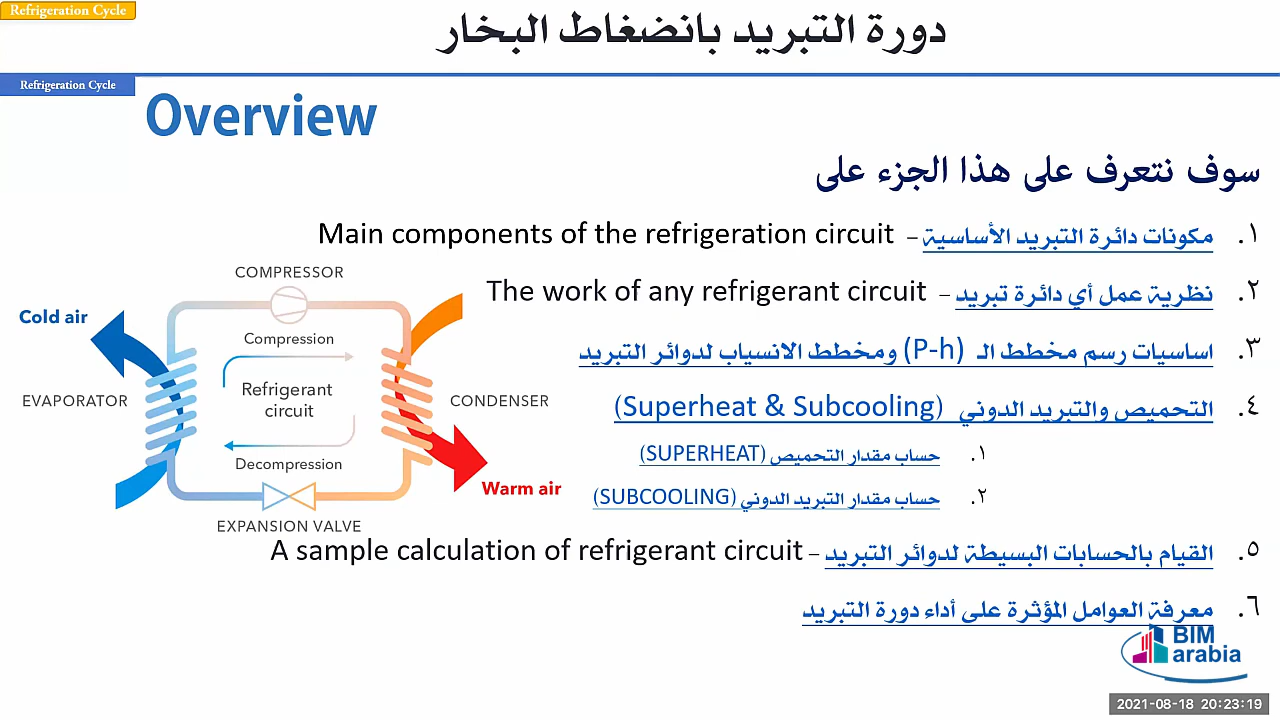 Refrigeration Cycle
دورة التبريد بانضغاط البخار
Refrigeration Cycle
Overview
سوف نتعرف على هذا الجزء على
١. مكونات دائرة التبريد الأساسية – Main components of the refrigeration circuit
٢. نظرية عمل أي دائرة تبريد – The work of any refrigerant circuit
٣. اساسيات رسم مخطط الـ (P-h) ومخطط الانسياب لدوائر التبريد
٤. التحميص والتبريد الدوني (Superheat & Subcooling)
١. حساب مقدار التحميص (SUPERHEAT)
٢. حساب مقدار التبريد الدوني (SUBCOOLING)
٥. القيام بالحسابات البسيطة لدوائر التبريد – A sample calculation of refrigerant circuit
٦. معرفة العوامل المؤثرة على أداء دورة التبريد
COMPRESSOR
Cold air
Compression
EVAPORATOR
Refrigerant
circuit
CONDENSER
Decompression
Warm air
EXPANSION VALVE
BIM
arabia
2021-08-18 20:23:19